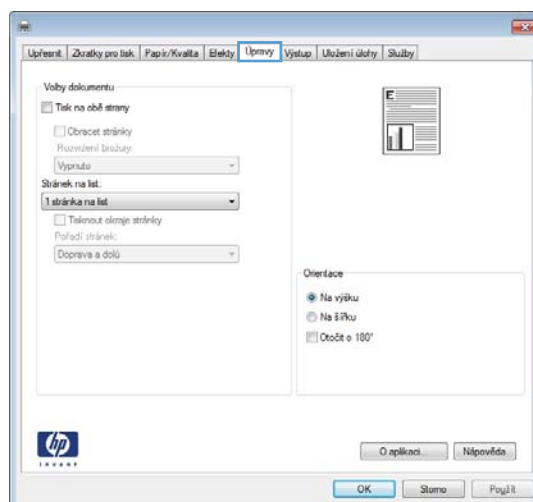 Upřesnit Zkratky pro tisk Papír/Kvalita Efekty Úpravy Výstup Uložení úlohy Služby
Volby dokumentu
Tisk na obě strany
Obracet stránky
Rozvržení brožury:
Vypnuto
Stránek na list:
1 stránka na list
Tisknout okraje stránky
Pořadí stránek:
Doprava a dolů
E
Orientace
Na výšku
Na šířku
Otočit o 180°
hp
invent
O aplikaci... Nápověda
OK Storno Použít